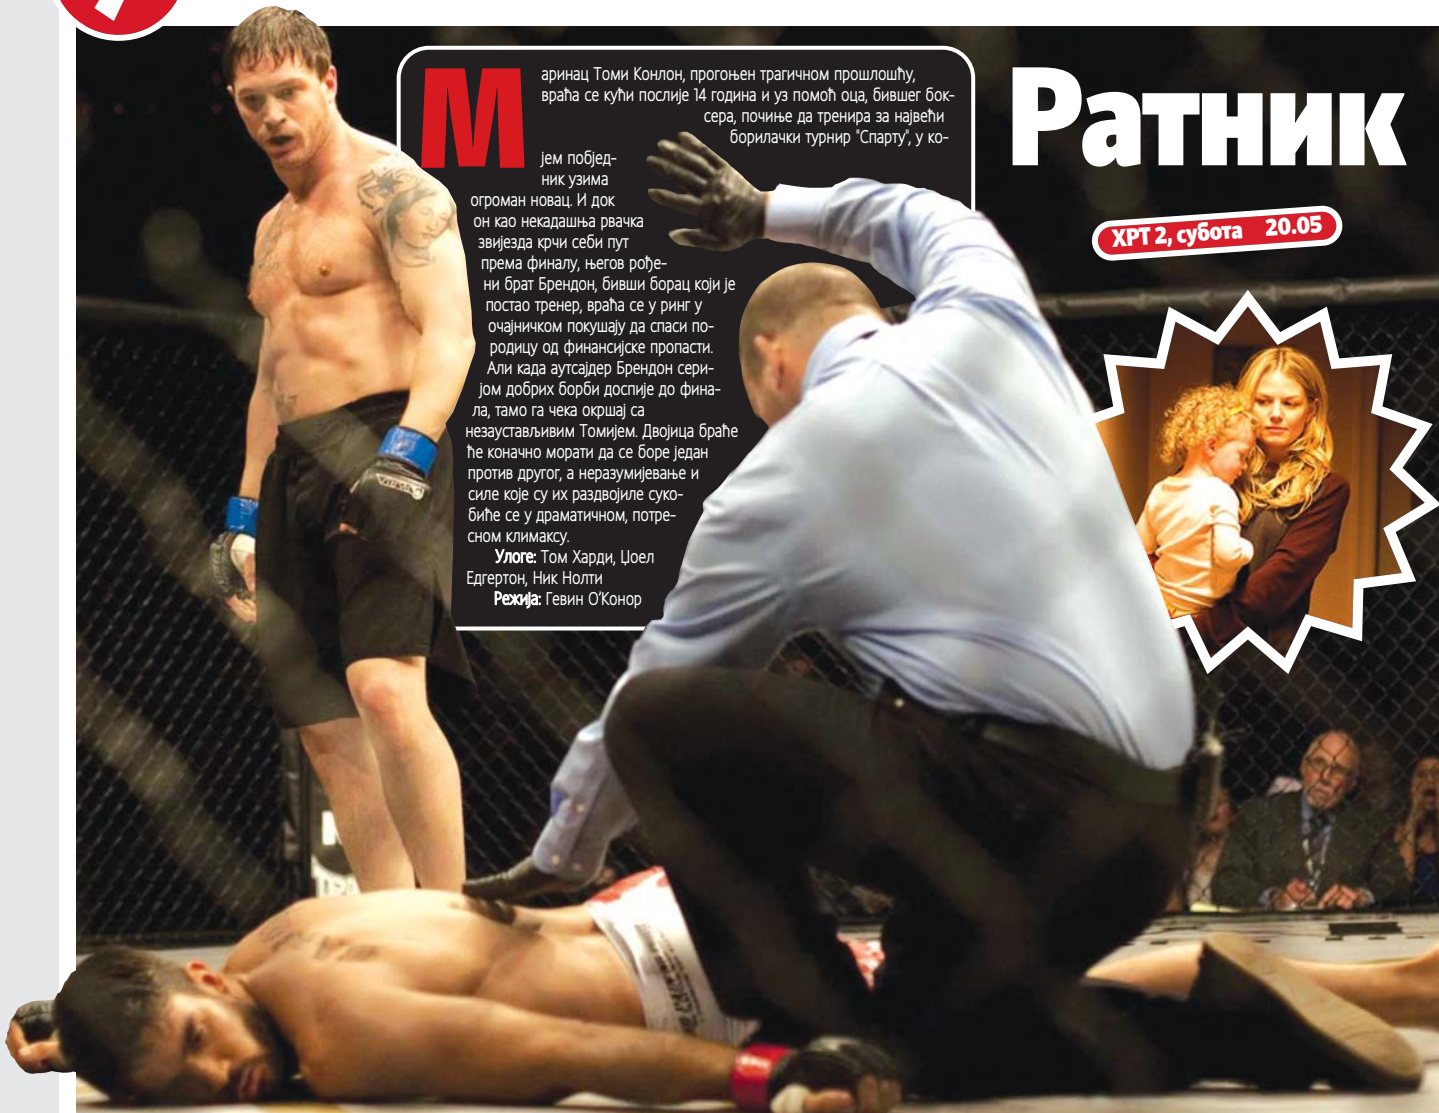 Маринац Томи Конлон, прогоњен трагичном прошлошћу,
враћа се кући послије 14 година и уз помоћ оца, бившег бок-
сера, почиње да тренира за највећи
борилачки турнир "Спарту", у ко-
јем побјед-
ник узима
огроман новац. И док
он као некадашња рвачка
звијезда крчи себи пут
према финалу, његов рође-
ни брат Брендон, бивши борац који је
постао тренер, враћа се у ринг у
очајничком покушају да спаси по-
родицу од финансијске пропасти.
Али када аутсајдер Брендон сери-
јом добрих борби доспије до фина-
ла, тамо га чека окршај са
незаустављивим Томијем. Двојица браће
ће коначно морати да се боре један
против другог, а неразумијевање и
силе које су их раздвојиле суко-
биће се у драматичном, потре-
сном климаксу.
Улоге: Том Харди, Џоел
Едгертон, Ник Нолти
Режија: Гевин О'Конор
Ратник
ХРТ 2, субота 20.05